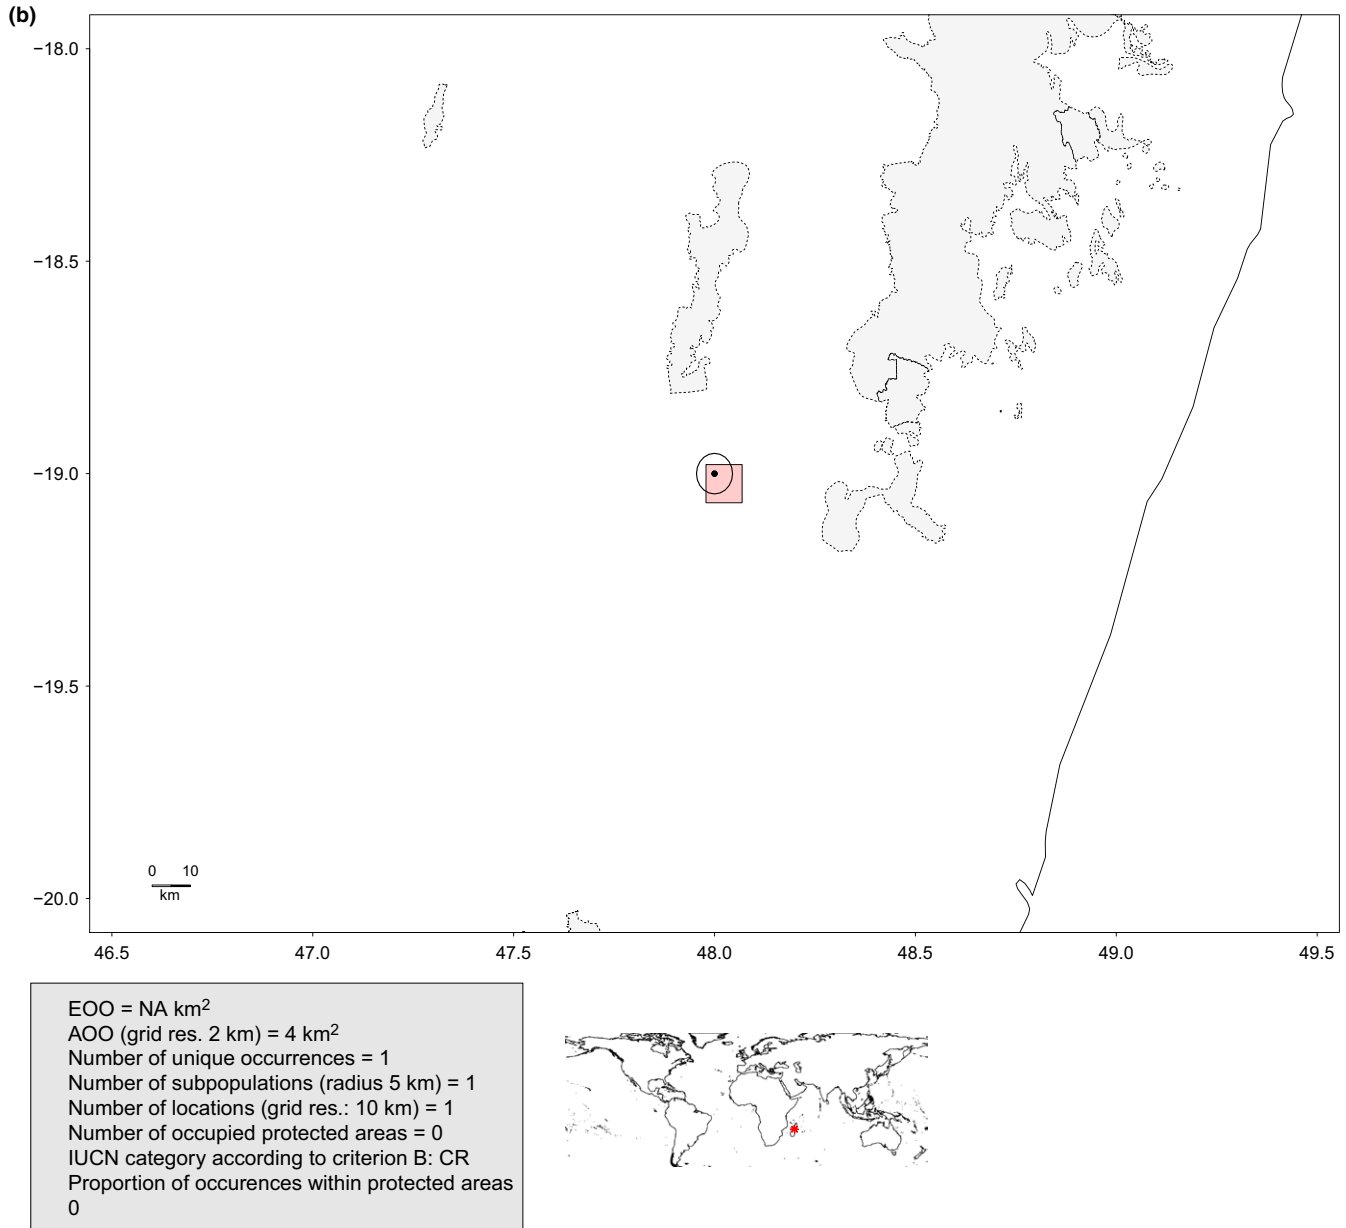 (b)
−18.0
−18.5
−19.0
−19.5
−20.0
0 10
km
46.5 47.0 47.5 48.0 48.5 49.0 49.5
EOO = NA km²
AOO (grid res. 2 km) = 4 km²
Number of unique occurrences = 1
Number of subpopulations (radius 5 km) = 1
Number of locations (grid res.: 10 km) = 1
Number of occupied protected areas = 0
IUCN category according to criterion B: CR
Proportion of occurences within protected areas
0